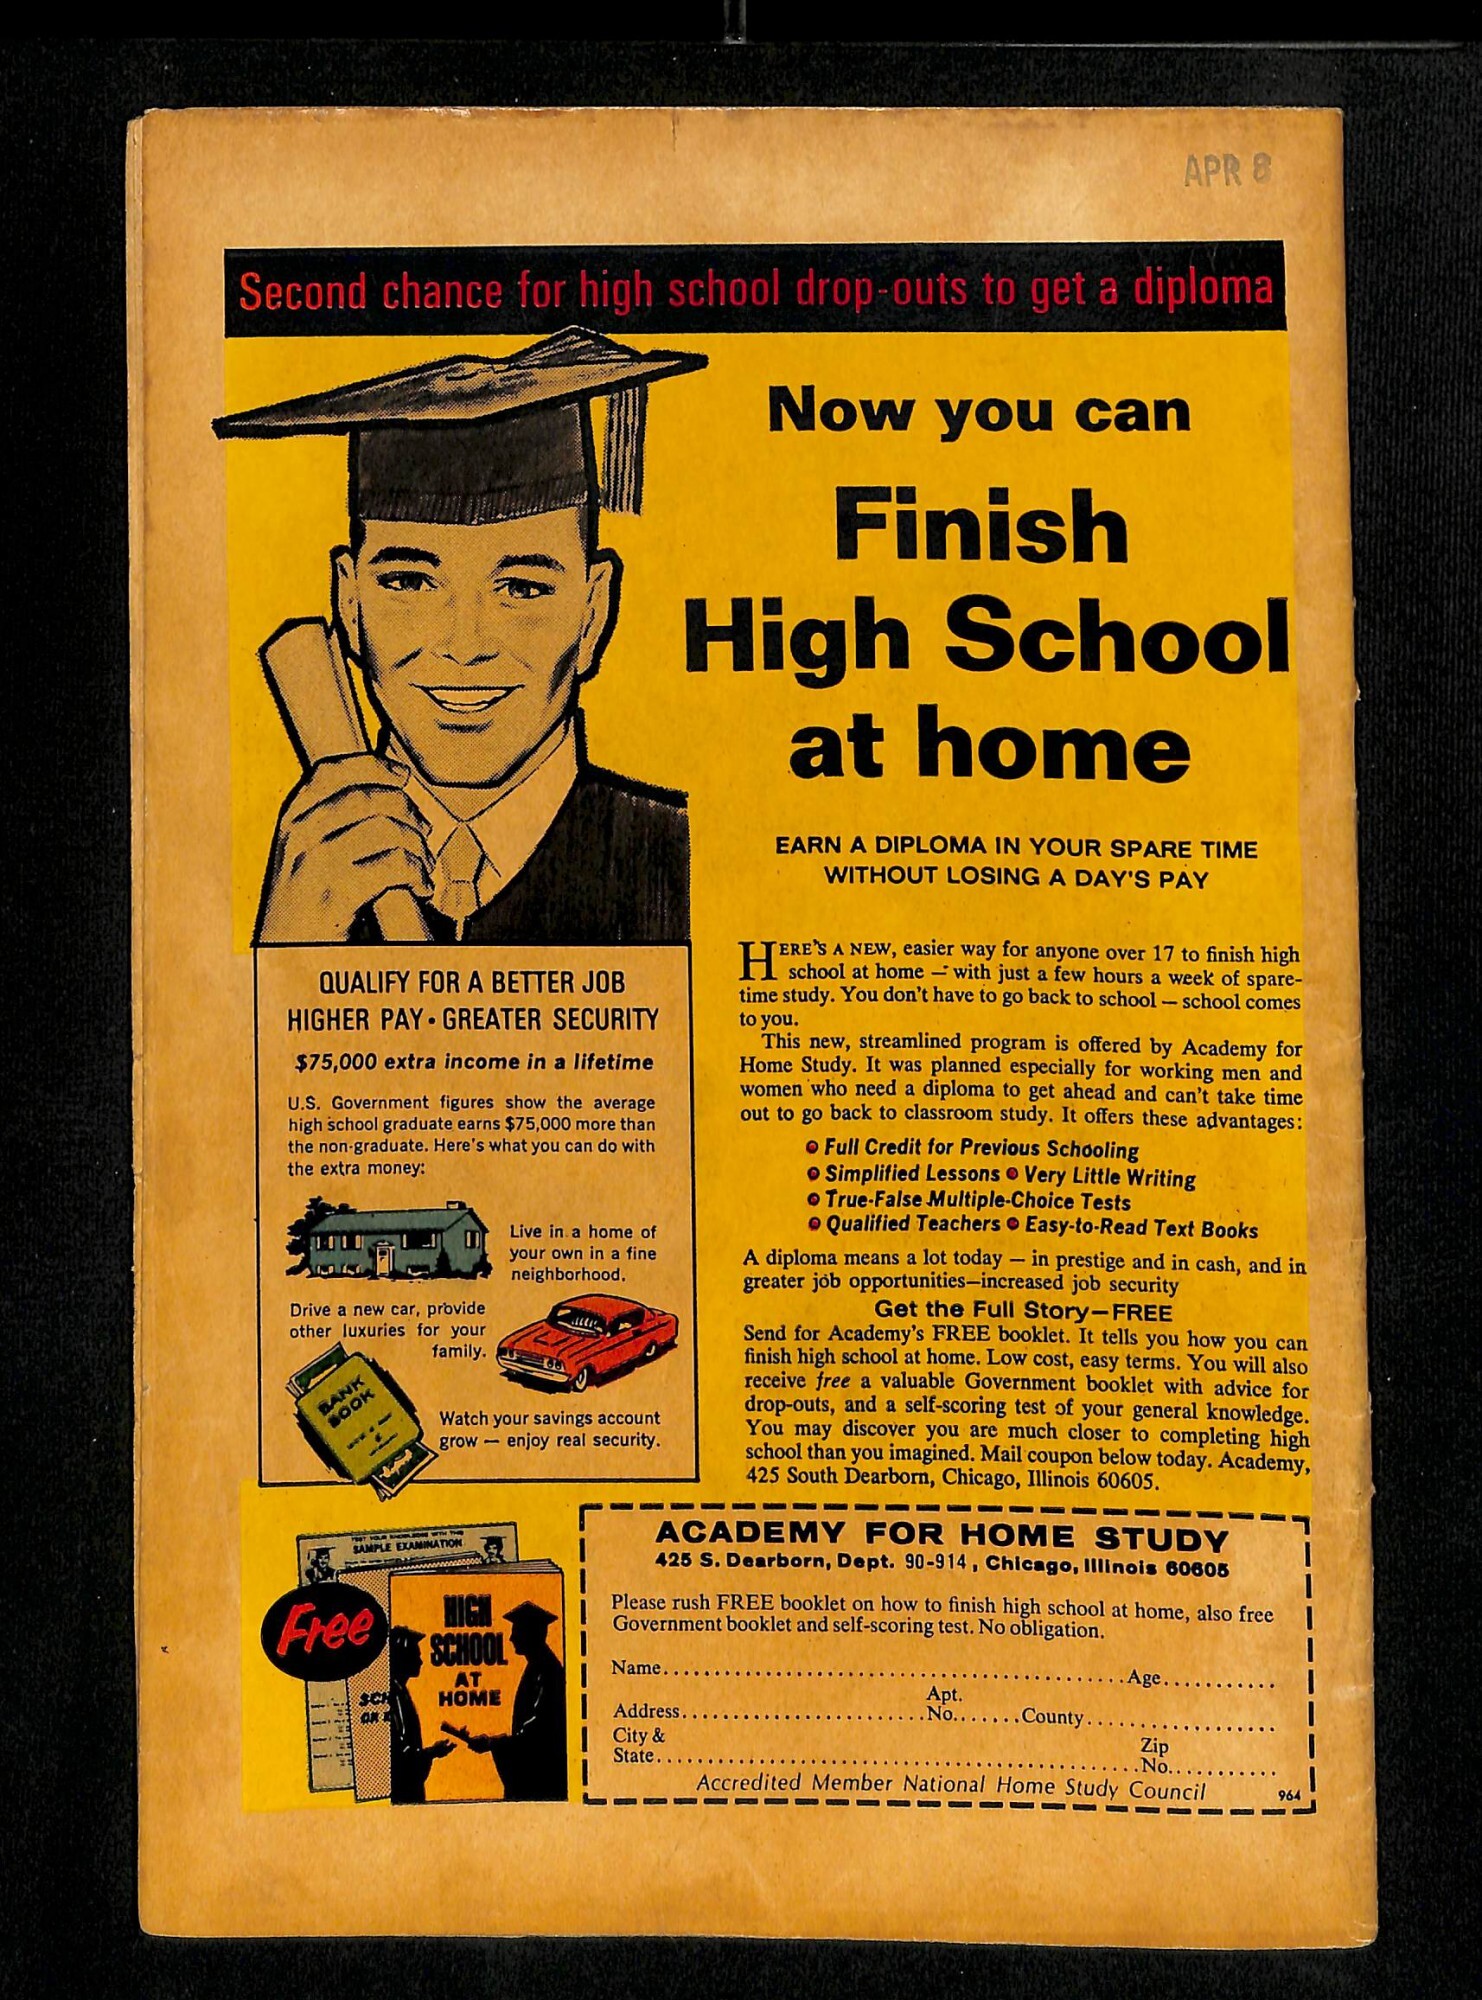 APR 8
Second chance for high school drop-outs to get a diploma
Now you can
Finish
High School
at home
EARN A DIPLOMA IN YOUR SPARE TIME
WITHOUT LOSING A DAY'S PAY
QUALIFY FOR A BETTER JOB
HIGHER PAY • GREATER SECURITY
$75,000 extra income in a lifetime
U.S. Government figures show the average
high school graduate earns $75,000 more than
the non-graduate. Here's what you can do with
the extra money:
Live in a home of
your own in a fine
neighborhood.
Drive a new car, provide
other luxuries for your
family.
BANK
BOOK
Watch your savings account
grow — enjoy real security.
HERE'S A NEW, easier way for anyone over 17 to finish high
school at home — with just a few hours a week of spare-
time study. You don't have to go back to school — school comes
to you.
This new, streamlined program is offered by Academy for
Home Study. It was planned especially for working men and
women who need a diploma to get ahead and can't take time
out to go back to classroom study. It offers these advantages:
• Full Credit for Previous Schooling
• Simplified Lessons • Very Little Writing
• True-False Multiple-Choice Tests
• Qualified Teachers • Easy-to-Read Text Books
A diploma means a lot today — in prestige and in cash, and in
greater job opportunities—increased job security
Get the Full Story—FREE
Send for Academy's FREE booklet. It tells you how you can
finish high school at home. Low cost, easy terms. You will also
receive free a valuable Government booklet with advice for
drop-outs, and a self-scoring test of your general knowledge.
You may discover you are much closer to completing high
school than you imagined. Mail coupon below today. Academy,
425 South Dearborn, Chicago, Illinois 60605.
TEST YOUR KNOWLEDGE WITH THIS
SAMPLE EXAMINATION
Free
HIGH
SCHOOL
AT
HOME
SCH
OR
ACADEMY FOR HOME STUDY
425 S. Dearborn, Dept. 90-914, Chicago, Illinois 60605
Please rush FREE booklet on how to finish high school at home, also free
Government booklet and self-scoring test. No obligation.
Name.................................................Age............
Apt.
Address..........................No.......County....................
City &
Zip
State....................................................No............
Accredited Member National Home Study Council
964